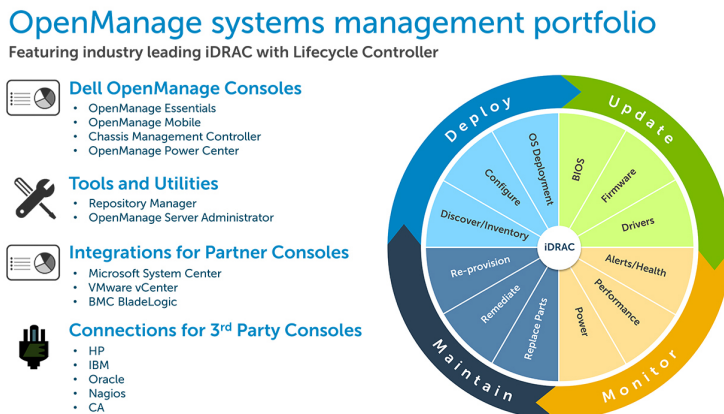 OpenManage systems management portfolio
Featuring industry leading iDRAC with Lifecycle Controller
Dell OpenManage Consoles
• OpenManage Essentials
• OpenManage Mobile
• Chassis Management Controller
• OpenManage Power Center
Tools and Utilities
• Repository Manager
• OpenManage Server Administrator
Integrations for Partner Consoles
• Microsoft System Center
• VMware vCenter
• BMC BladeLogic
Connections for 3rd Party Consoles
• HP
• IBM
• Oracle
• Nagios
• CA
Deploy
Discover/Inventory
Configure
OS Deployment
Update
BIOS
Firmware
Drivers
iDRAC
Monitor
Alerts/Health
Performance
Power
Maintain
Replace Parts
Remediate
Re-provision